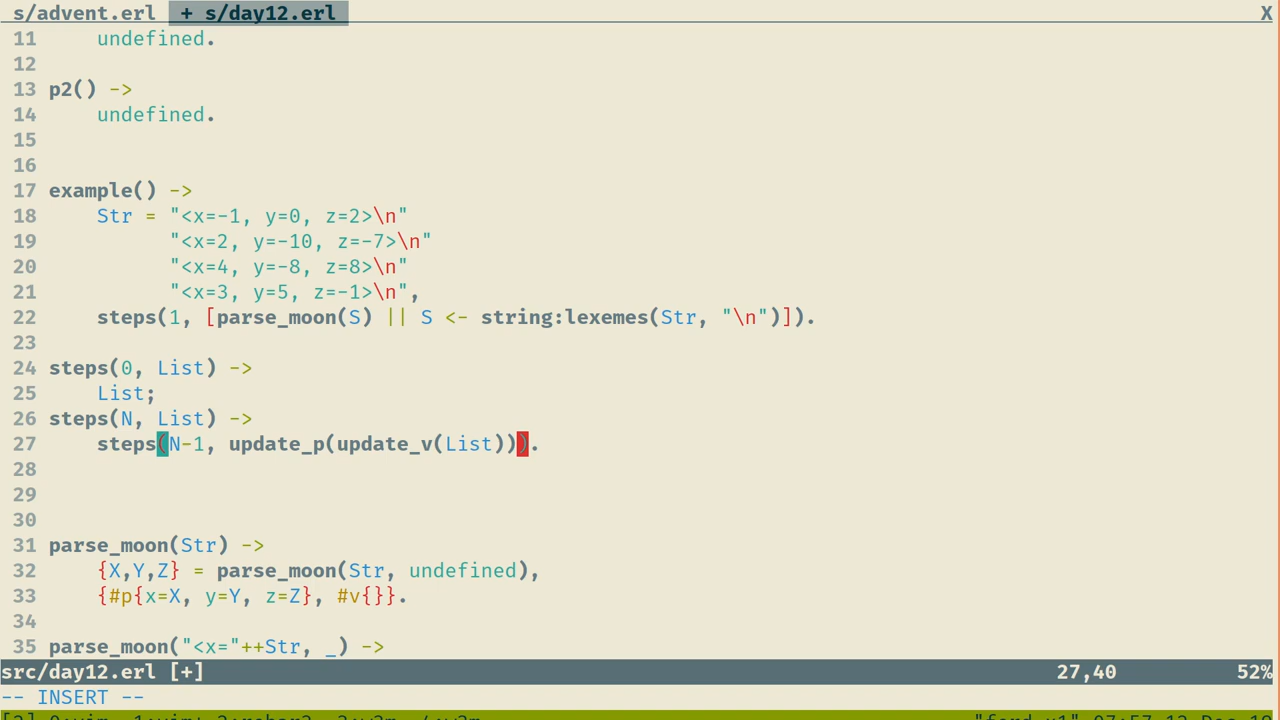 s/advent.erl + s/day12.erl X
11 undefined.
12
13 p2() ->
14 undefined.
15
16
17 example() ->
18 Str = "<x=-1, y=0, z=2>\n"
19 "<x=2, y=-10, z=-7>\n"
20 "<x=4, y=-8, z=8>\n"
21 "<x=3, y=5, z=-1>\n",
22 steps(1, [parse_moon(S) || S <- string:lexemes(Str, "\n")]).
23
24 steps(0, List) ->
25 List;
26 steps(N, List) ->
27 steps(N-1, update_p(update_v(List))).
28
29
30
31 parse_moon(Str) ->
32 {X,Y,Z} = parse_moon(Str, undefined),
33 {#p{x=X, y=Y, z=Z}, #v{}}.
34
35 parse_moon("<x="++Str, _) ->
src/day12.erl [+] 27,40 52%
-- INSERT --